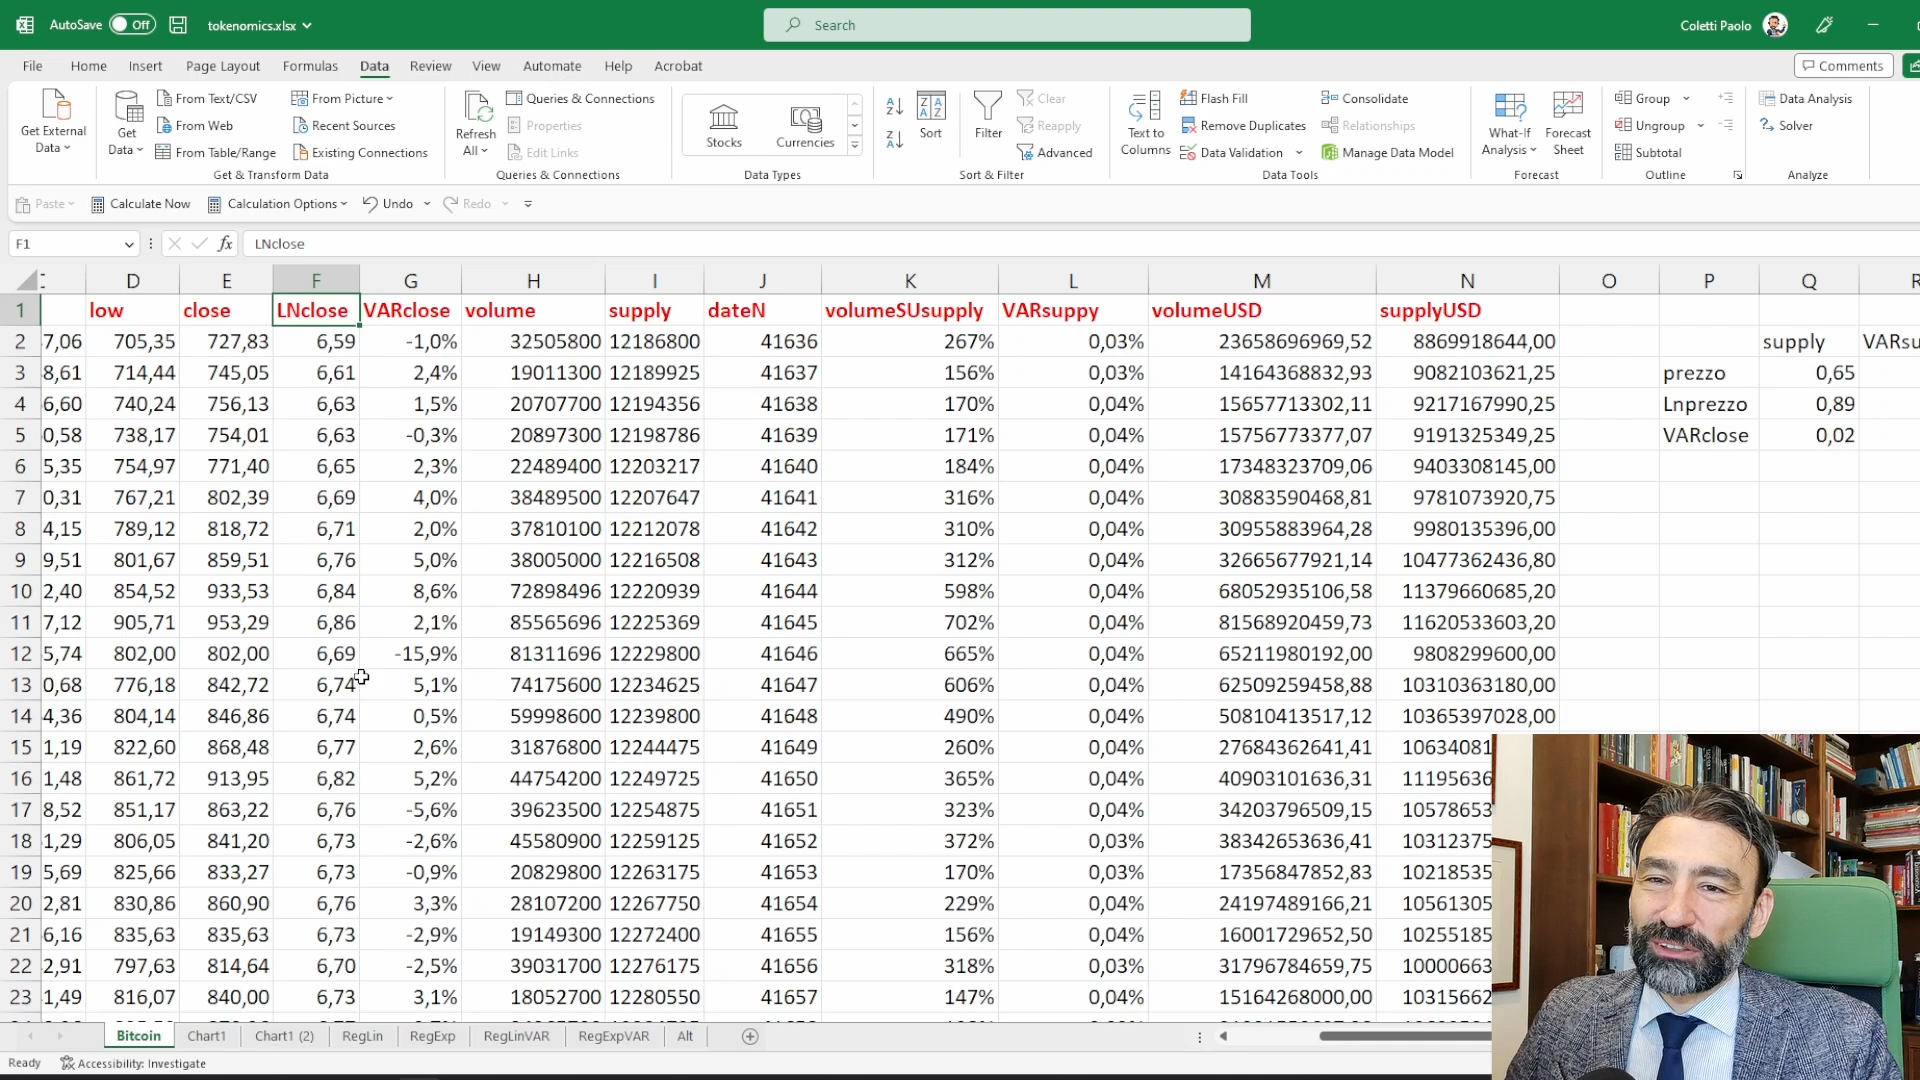 AutoSave Off tokenomics.xlsx Search Coletti Paolo
File Home Insert Page Layout Formulas Data Review View Automate Help Acrobat Comments
Get External Data
Get Data
From Text/CSV
From Web
From Table/Range
From Picture
Recent Sources
Existing Connections
Get & Transform Data
Refresh All
Queries & Connections
Properties
Edit Links
Queries & Connections
Stocks Currencies
Data Types
Sort
Filter
Clear
Reapply
Advanced
Sort & Filter
Text to Columns
Flash Fill
Remove Duplicates
Data Validation
Consolidate
Relationships
Manage Data Model
Data Tools
What-If Analysis
Forecast Sheet
Forecast
Group
Ungroup
Subtotal
Outline
Data Analysis
Solver
Analyze
Paste Calculate Now Calculation Options Undo Redo
F1 fx LNclose
D E F G H I J K L M N O P Q R
1 low close LNclose VARclose volume supply dateN volumeSUsupply VARsuppy volumeUSD supplyUSD
2 7,06 705,35 727,83 6,59 -1,0% 32505800 12186800 41636 267% 0,03% 23658696969,52 8869918644,00 supply VARsu
3 8,61 714,44 745,05 6,61 2,4% 19011300 12189925 41637 156% 0,03% 14164368832,93 9082103621,25 prezzo 0,65
4 6,60 740,24 756,13 6,63 1,5% 20707700 12194356 41638 170% 0,04% 15657713302,11 9217167990,25 Lnprezzo 0,89
5 0,58 738,17 754,01 6,63 -0,3% 20897300 12198786 41639 171% 0,04% 15756773377,07 9191325349,25 VARclose 0,02
6 5,35 754,97 771,40 6,65 2,3% 22489400 12203217 41640 184% 0,04% 17348323709,06 9403308145,00
7 0,31 767,21 802,39 6,69 4,0% 38489500 12207647 41641 316% 0,04% 30883590468,81 9781073920,75
8 4,15 789,12 818,72 6,71 2,0% 37810100 12212078 41642 310% 0,04% 30955883964,28 9980135396,00
9 9,51 801,67 859,51 6,76 5,0% 38005000 12216508 41643 312% 0,04% 32665677921,14 10477362436,80
10 2,40 854,52 933,53 6,84 8,6% 72898496 12220939 41644 598% 0,04% 68052935106,58 11379660685,20
11 7,12 905,71 953,29 6,86 2,1% 85565696 12225369 41645 702% 0,04% 81568920459,73 11620533603,20
12 5,74 802,00 802,00 6,69 -15,9% 81311696 12229800 41646 665% 0,04% 65211980192,00 9808299600,00
13 0,68 776,18 842,72 6,74 5,1% 74175600 12234625 41647 606% 0,04% 62509259458,88 10310363180,00
14 4,36 804,14 846,86 6,74 0,5% 59998600 12239800 41648 490% 0,04% 50810413517,12 10365397028,00
15 1,19 822,60 868,48 6,77 2,6% 31876800 12244475 41649 260% 0,04% 27684362641,41 10634081
16 1,48 861,72 913,95 6,82 5,2% 44754200 12249725 41650 365% 0,04% 40903101636,31 11195636
17 8,52 851,17 863,22 6,76 -5,6% 39623500 12254875 41651 323% 0,04% 34203796509,15 10578653
18 1,29 806,05 841,20 6,73 -2,6% 45580900 12259125 41652 372% 0,03% 38342653636,41 10312375
19 5,69 825,66 833,27 6,73 -0,9% 20829800 12263175 41653 170% 0,03% 17356847852,83 10218535
20 2,81 830,86 860,90 6,76 3,3% 28107200 12267750 41654 229% 0,04% 24197489166,21 10561305
21 6,16 835,63 835,63 6,73 -2,9% 19149300 12272400 41655 156% 0,04% 16001729652,50 10255185
22 2,91 797,63 814,64 6,70 -2,5% 39031700 12276175 41656 318% 0,03% 31796784659,75 10000663
23 1,49 816,07 840,00 6,73 3,1% 18052700 12280550 41657 147% 0,04% 15164268000,00 10315662
Bitcoin Chart1 Chart1 (2) RegLin RegExp RegLinVAR RegExpVAR Alt
Ready Accessibility: Investigate